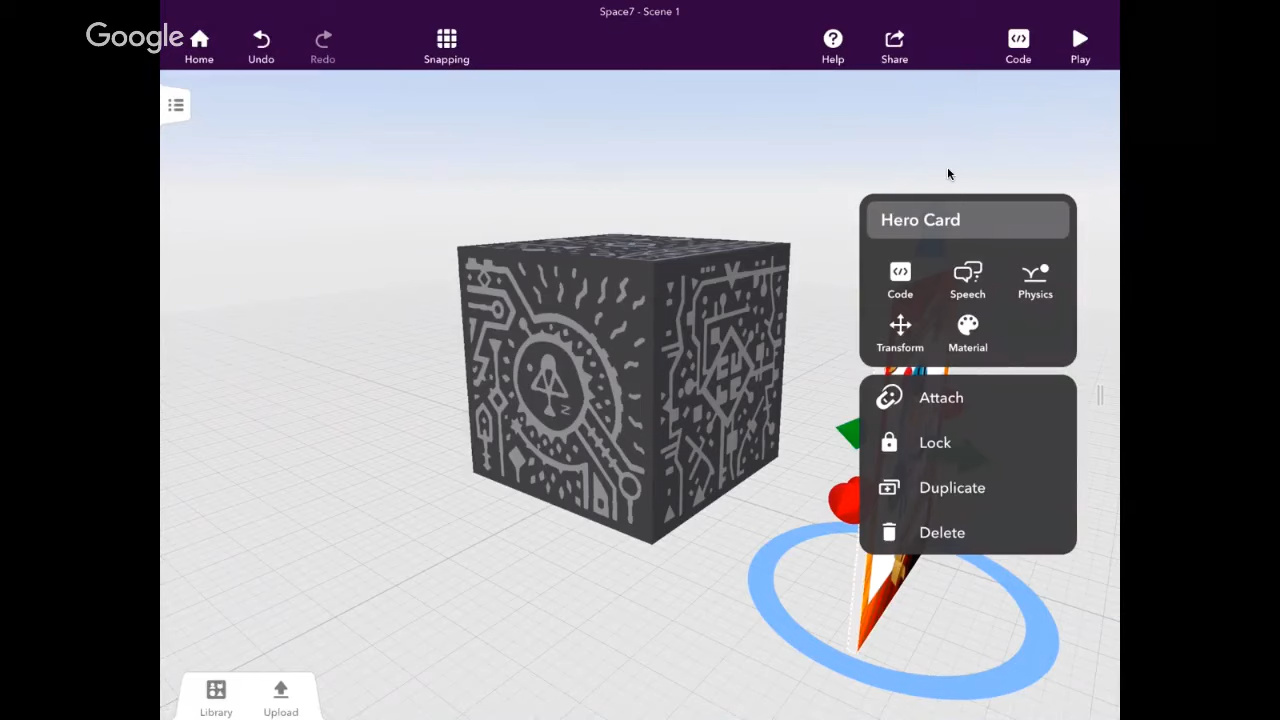 Space7 - Scene 1
Google
Home
Undo
Redo
Snapping
Help
Share
Code
Play
Hero Card
Code
Speech
Physics
Transform
Material
Attach
Lock
Duplicate
Delete
Library
Upload